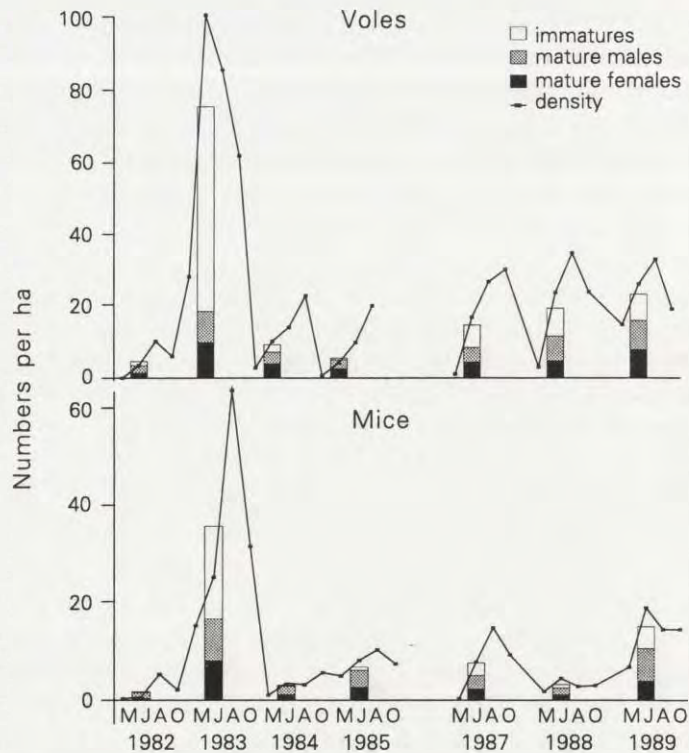 Voles
immatures
mature males
mature females
density
100
80
60
40
20
0
Numbers per ha
Mice
60
40
20
0
MJAO MJAO MJAO MJAO MJAO MJAO MJAO
1982 1983 1984 1985 1987 1988 1989